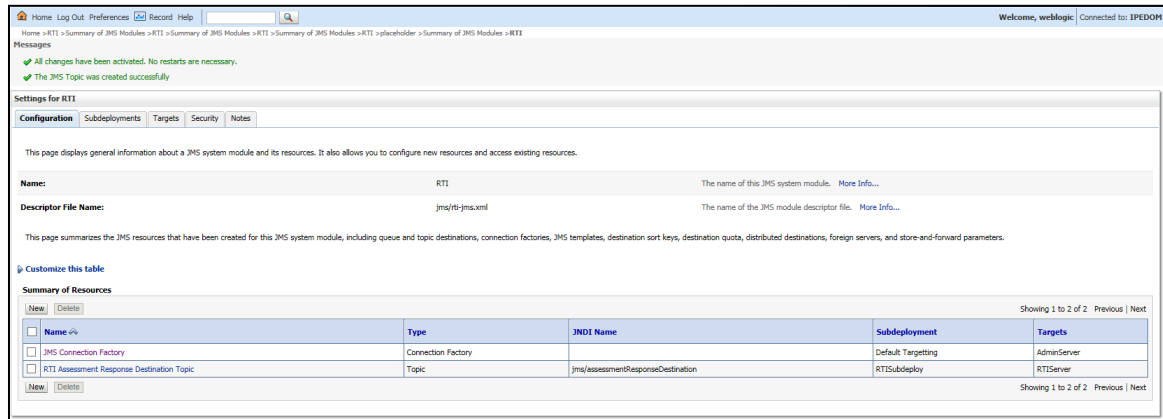 Home Log Out Preferences Record Help
Welcome, weblogic Connected to: IPEDOM
Home >RTI >Summary of JMS Modules >RTI >Summary of JMS Modules >RTI >Summary of JMS Modules >RTI >placeholder >Summary of JMS Modules >RTI
Messages
All changes have been activated. No restarts are necessary.
The JMS Topic was created successfully
Settings for RTI
Configuration Subdeployments Targets Security Notes
This page displays general information about a JMS system module and its resources. It also allows you to configure new resources and access existing resources.
Name: RTI The name of this JMS system module. More Info...
Descriptor File Name: jms/rti-jms.xml The name of the JMS module descriptor file. More Info...
This page summarizes the JMS resources that have been created for this JMS system module, including queue and topic destinations, connection factories, JMS templates, destination sort keys, destination quota, distributed destinations, foreign servers, and store-and-forward parameters.
Customize this table
Summary of Resources
New Delete Showing 1 to 2 of 2 Previous | Next
Name Type JNDI Name Subdeployment Targets
JMS Connection Factory Connection Factory Default Targetting AdminServer
RTI Assessment Response Destination Topic Topic jms/assessmentResponseDestination RTISubdeploy RTIServer
New Delete Showing 1 to 2 of 2 Previous | Next